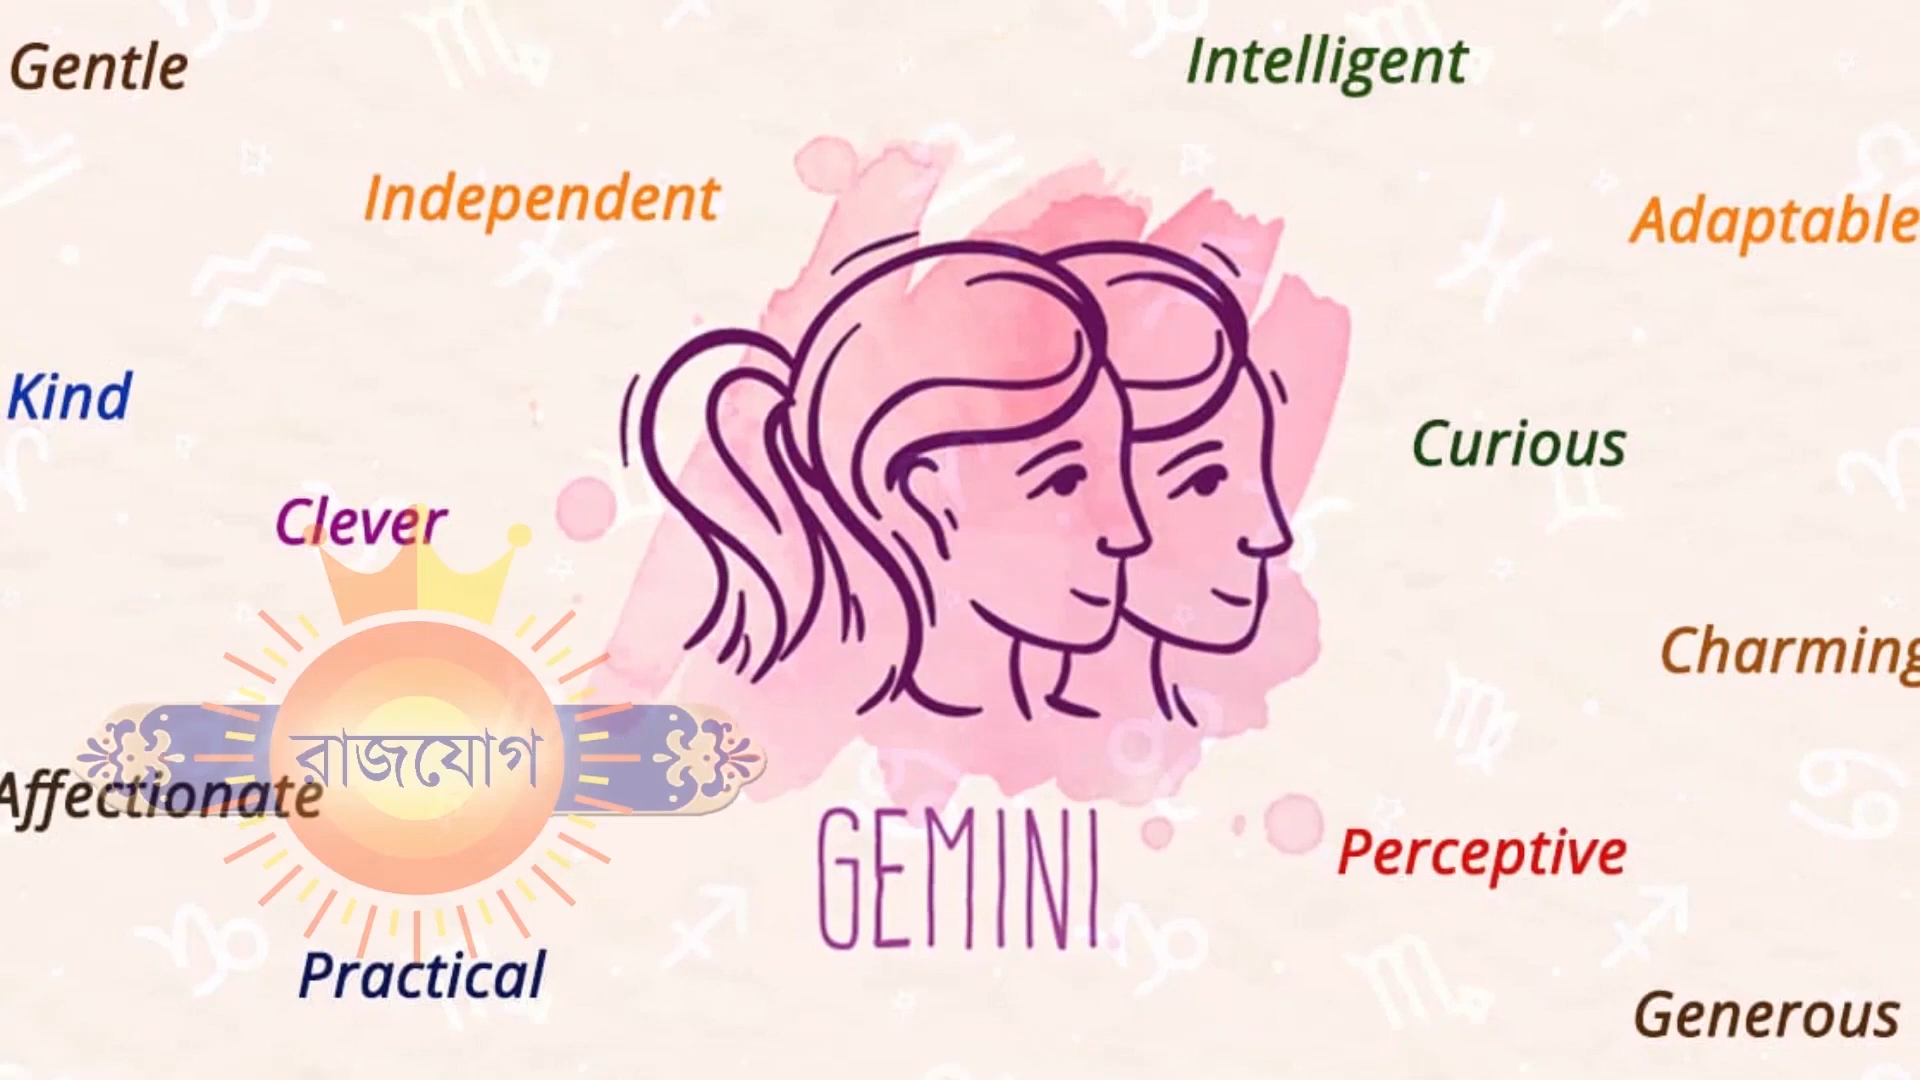 Gentle
Intelligent
Independent
Adaptable
Kind
Curious
Clever
Charming
রাজযোগ
Affectionate
GEMINI
Perceptive
Practical
Generous